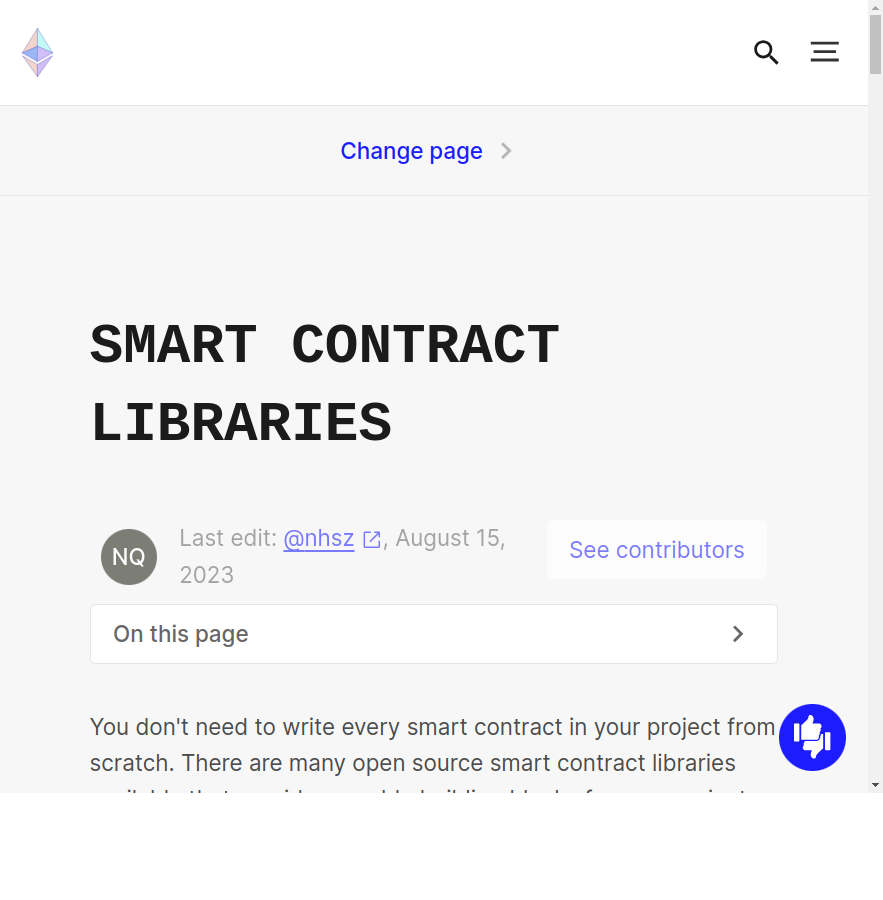 Change page
SMART CONTRACT
LIBRARIES
NQ
Last edit: @nhsz, August 15,
2023
See contributors
On this page
You don't need to write every smart contract in your project from
scratch. There are many open source smart contract libraries